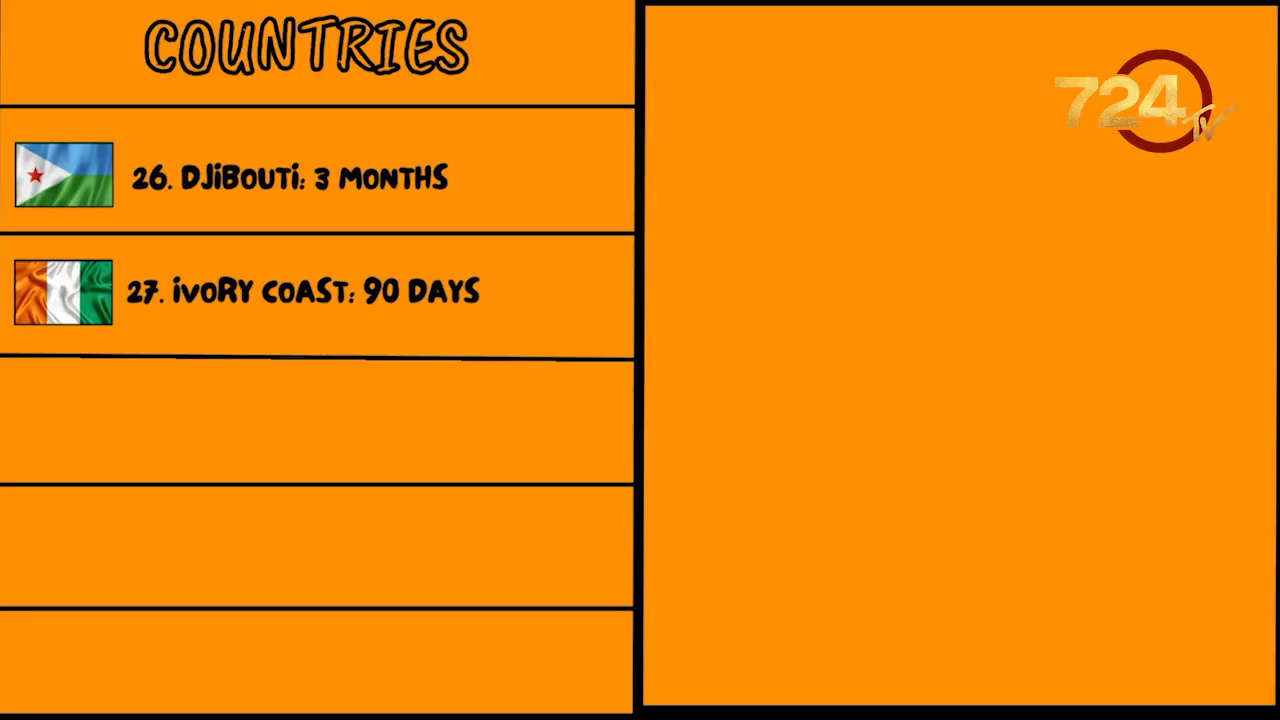 COUNTRIES
724 TV
26. DJIBOUTI: 3 MONTHS
27. IVORY COAST: 90 DAYS